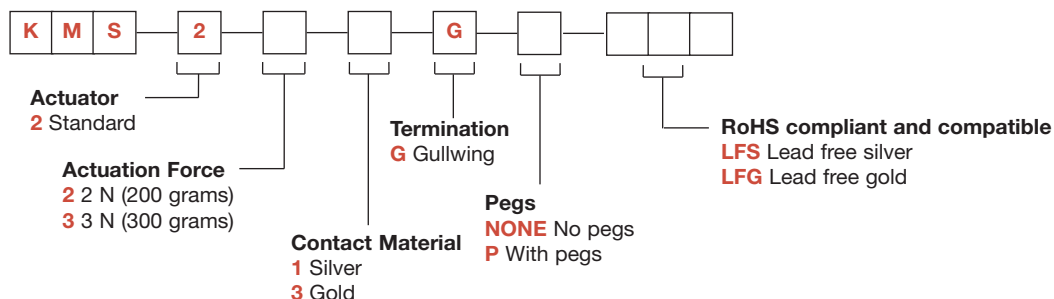 K M S 2 G
Actuator
2 Standard
Actuation Force
2 2 N (200 grams)
3 3 N (300 grams)
Contact Material
1 Silver
3 Gold
Termination
G Gullwing
Pegs
NONE No pegs
P With pegs
RoHS compliant and compatible
LFS Lead free silver
LFG Lead free gold